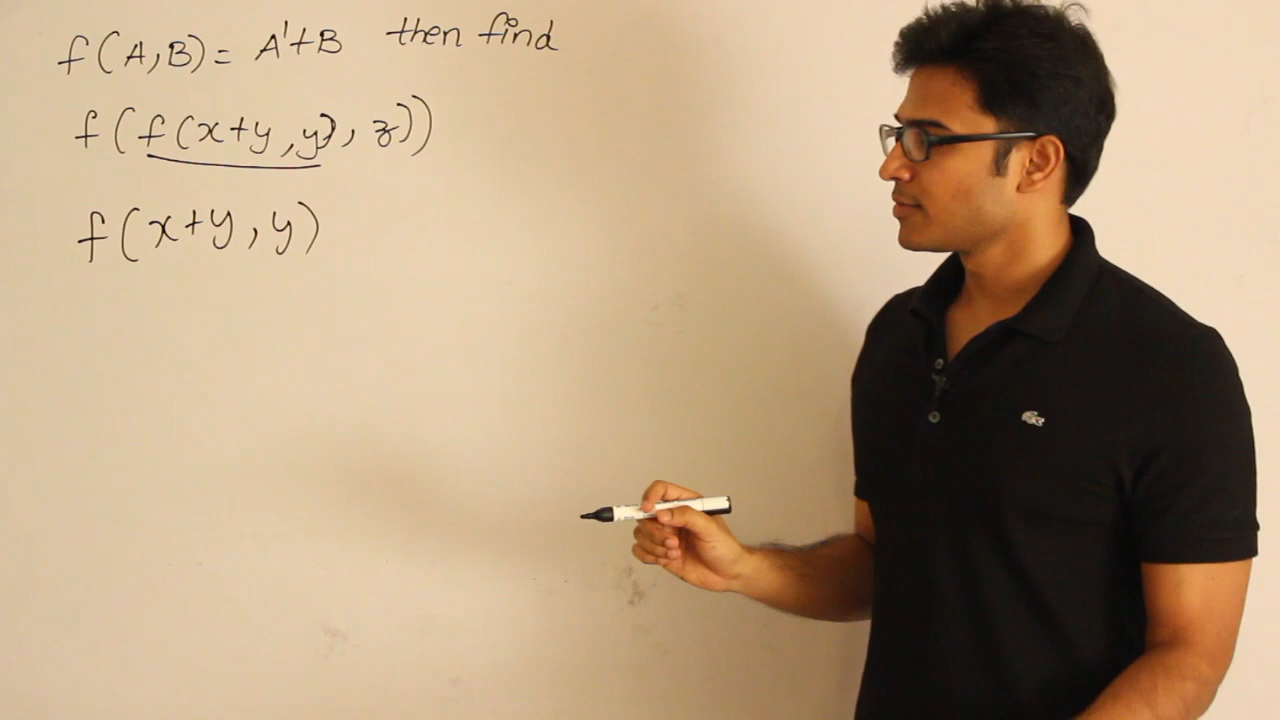 f(A,B) = A'+B then find
f(f(x+y,y),z))
f(x+y,y)